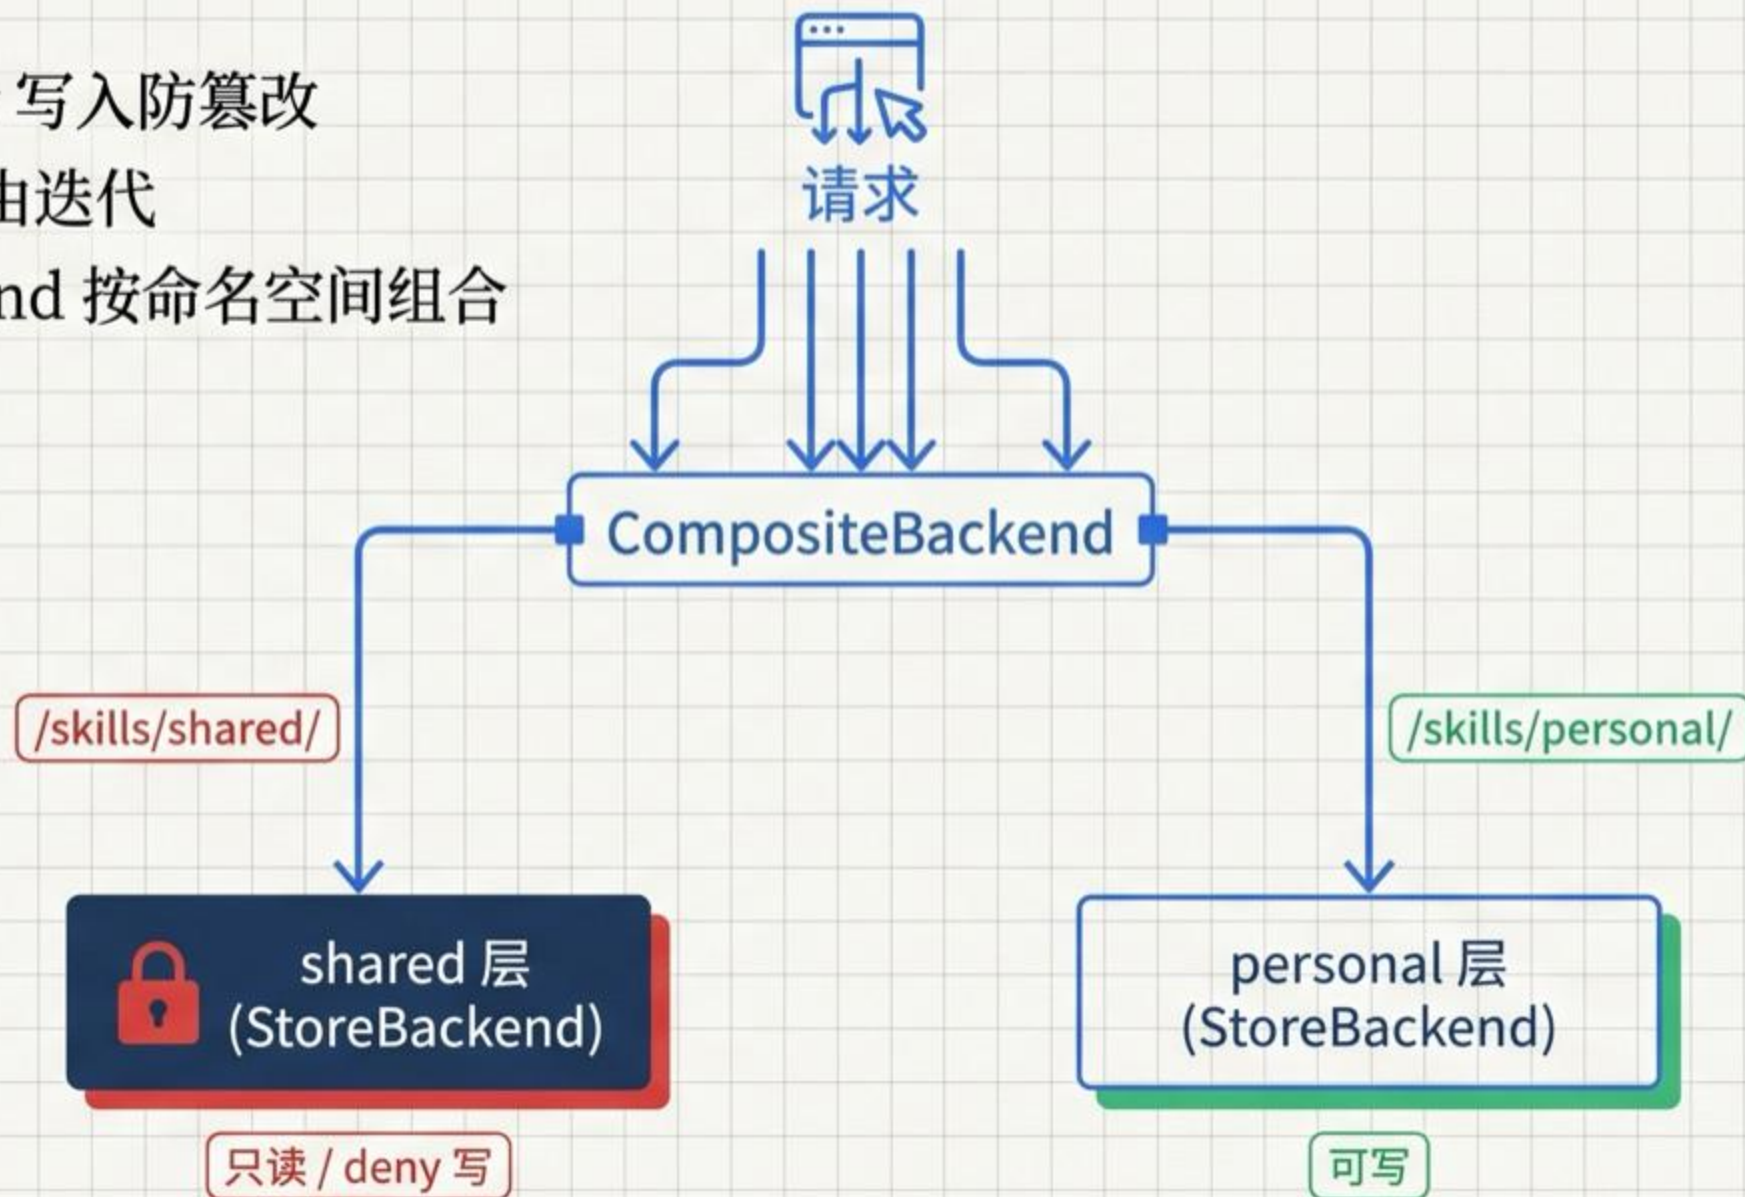 写入防篡改
由迭代
nd 按命名空间组合
请求
CompositeBackend
/skills/shared/
/skills/personal/
shared 层
(StoreBackend)
personal 层
(StoreBackend)
只读 / deny 写
可写